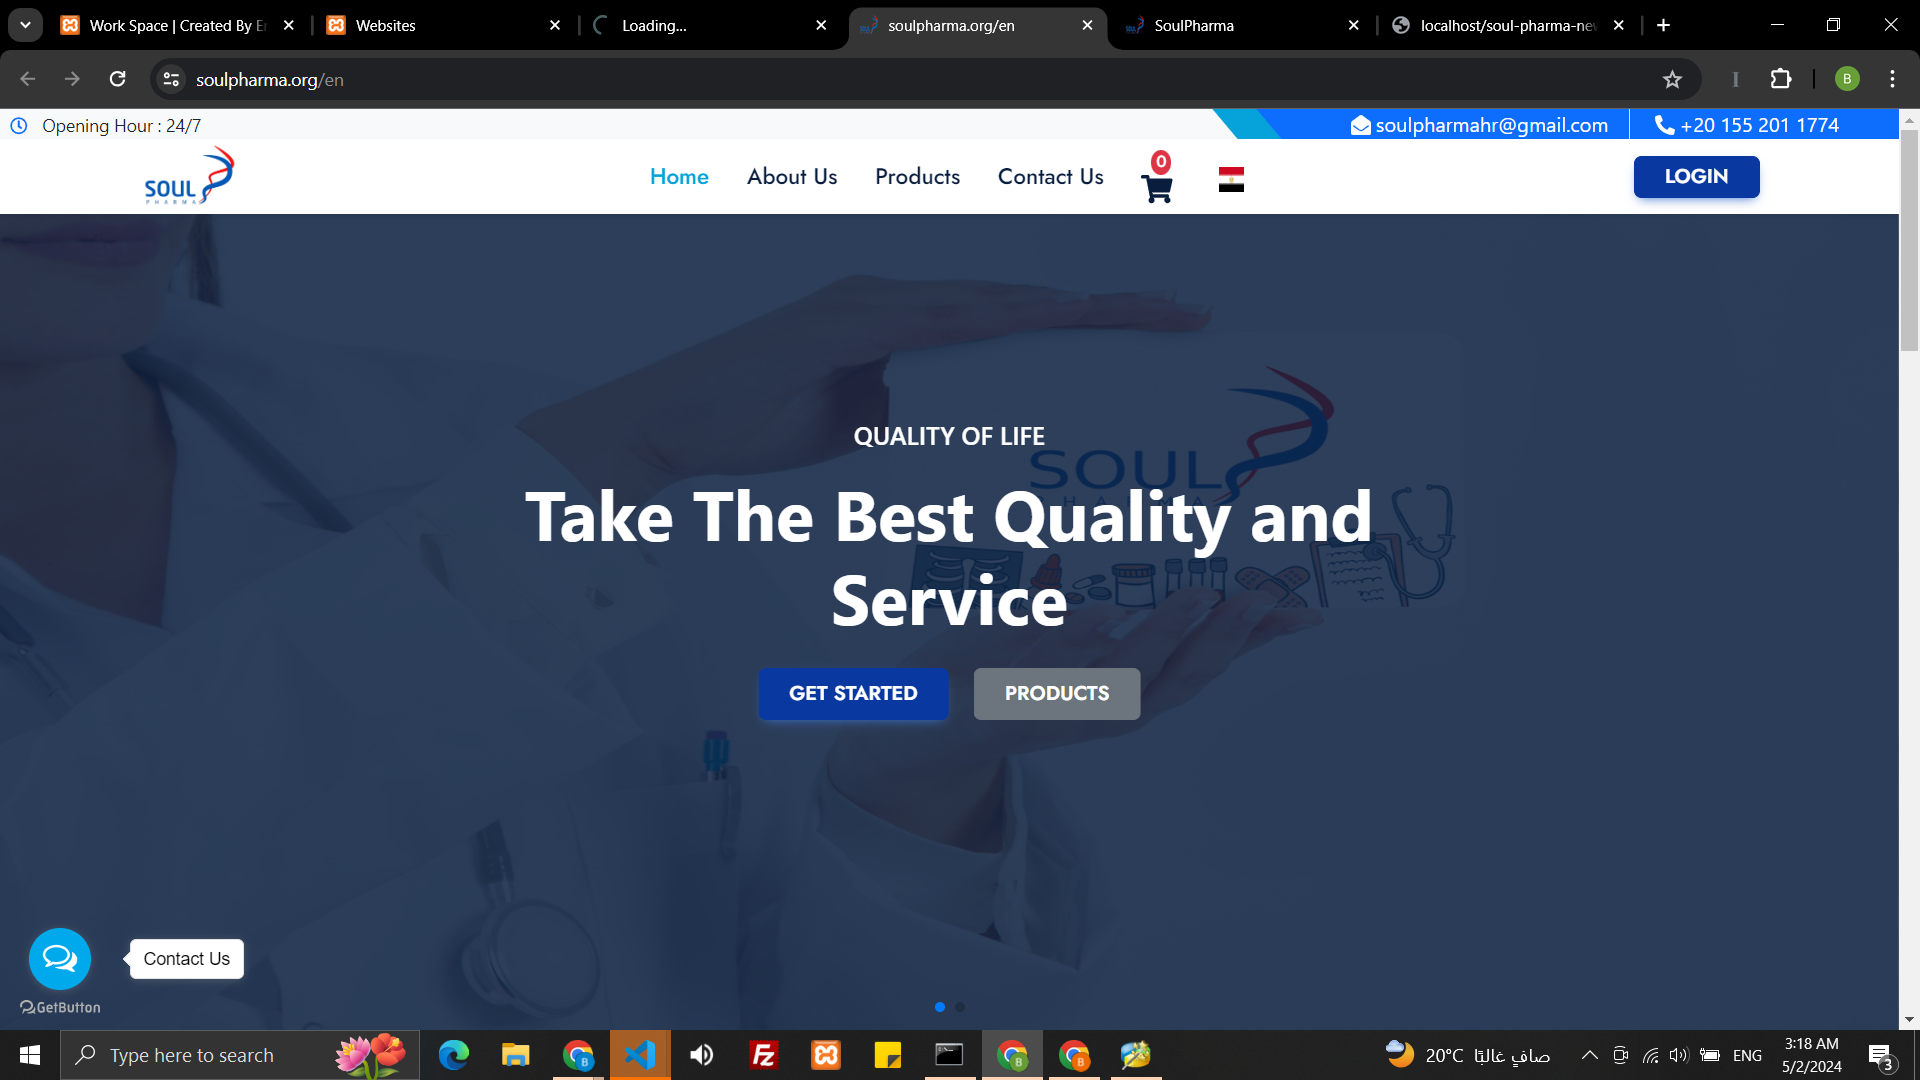 Work Space | Created By E
Websites
Loading...
soulpharma.org/en
SoulPharma
localhost/soul-pharma-ne
soulpharma.org/en
B
Opening Hour : 24/7
soulpharmahr@gmail.com
+20 155 201 1774
SOUL
PHARMA
Home
About Us
Products
Contact Us
0
LOGIN
QUALITY OF LIFE
SOUL
PHARMA
Take The Best Quality and
Service
GET STARTED
PRODUCTS
Contact Us
GetButton
Type here to search
20°C
صافٍ غالبًا
ENG
3:18 AM
5/2/2024
3